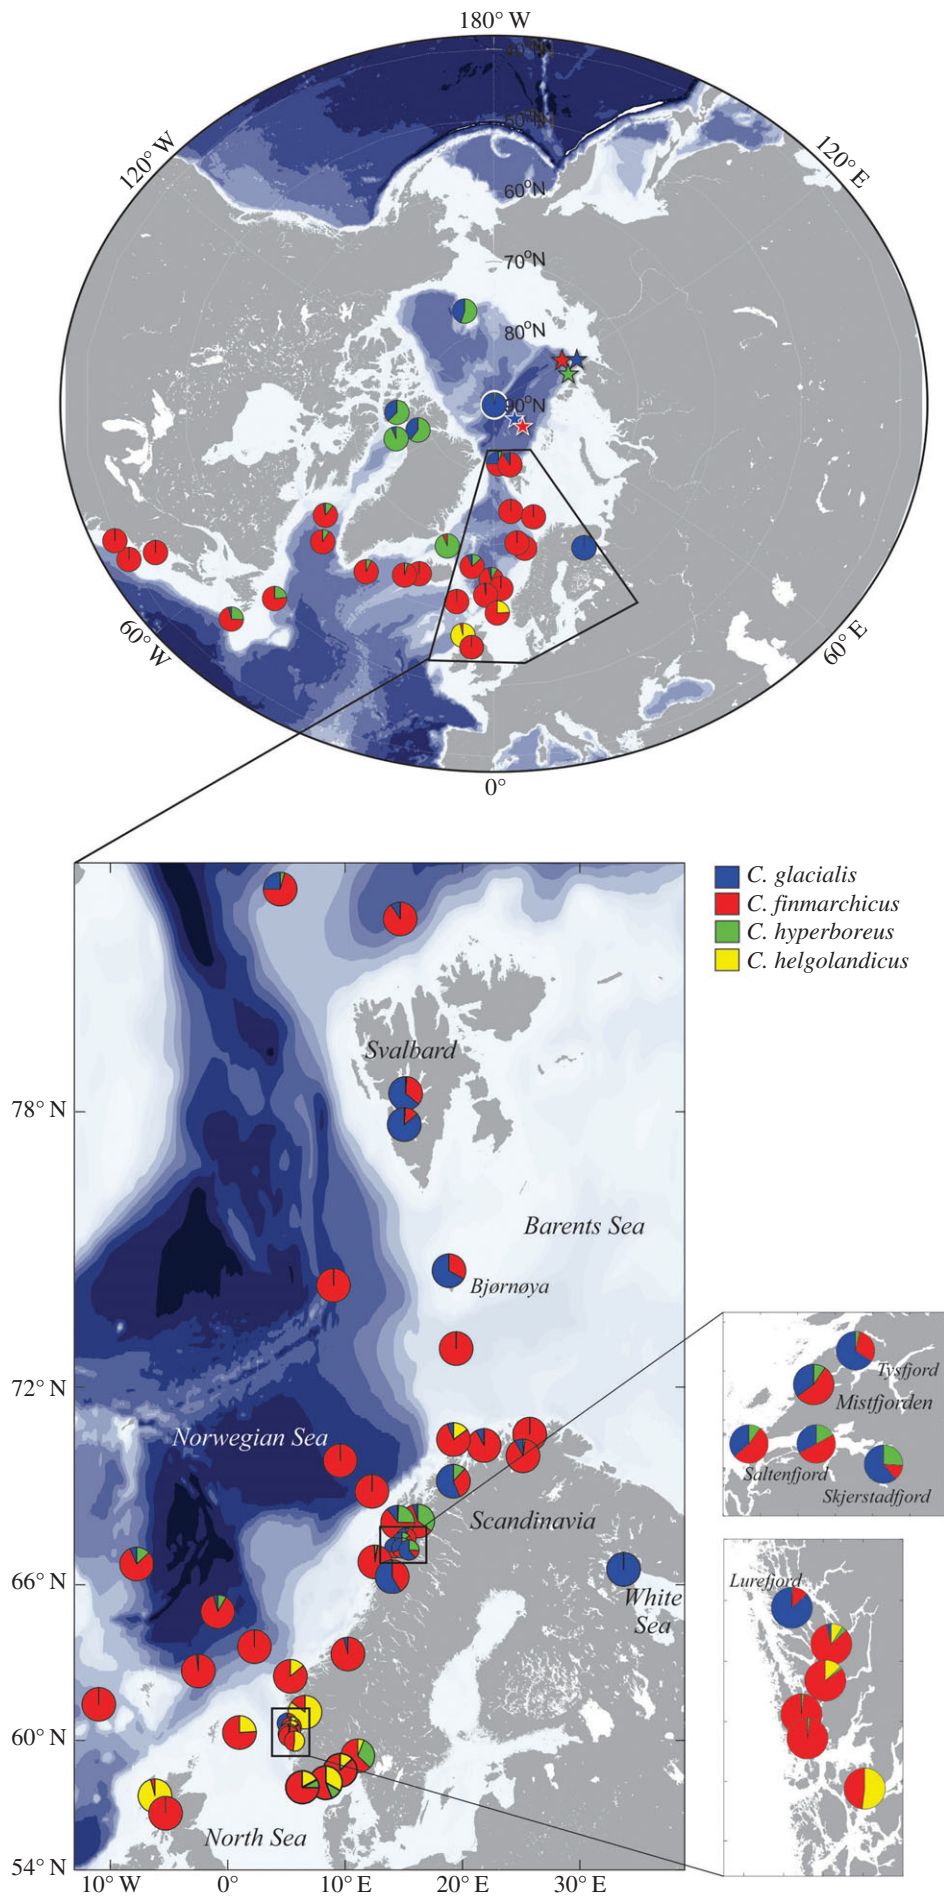 180° W
120° W
120° E
40°N
50°N
60°N
70°N
80°N
90°N
60° W
60° E
0°
C. glacialis
C. finmarchicus
C. hyperboreus
C. helgolandicus
Svalbard
78° N
Barents Sea
Bjørnøya
72° N
Norwegian Sea
Scandinavia
66° N
White
Sea
60° N
North Sea
54° N
10° W
0°
10° E
20° E
30° E
Tysfjord
Mistfjorden
Saltenfjord
Skjerstadfjord
Lurefjord